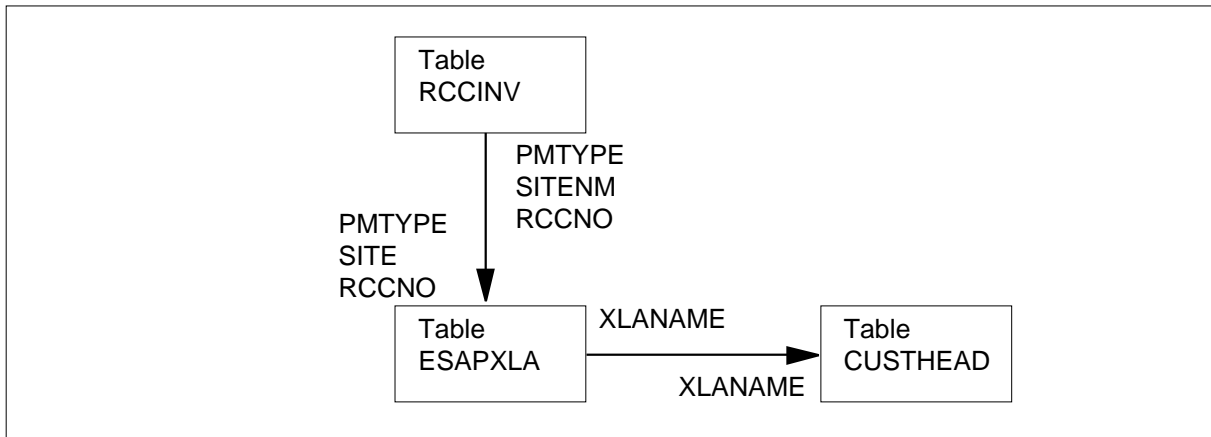 Table
RCCINV
PMTYPE
SITENM
RCCNO
PMTYPE
SITE
RCCNO
Table
ESAPXLA
XLANAME
XLANAME
Table
CUSTHEAD